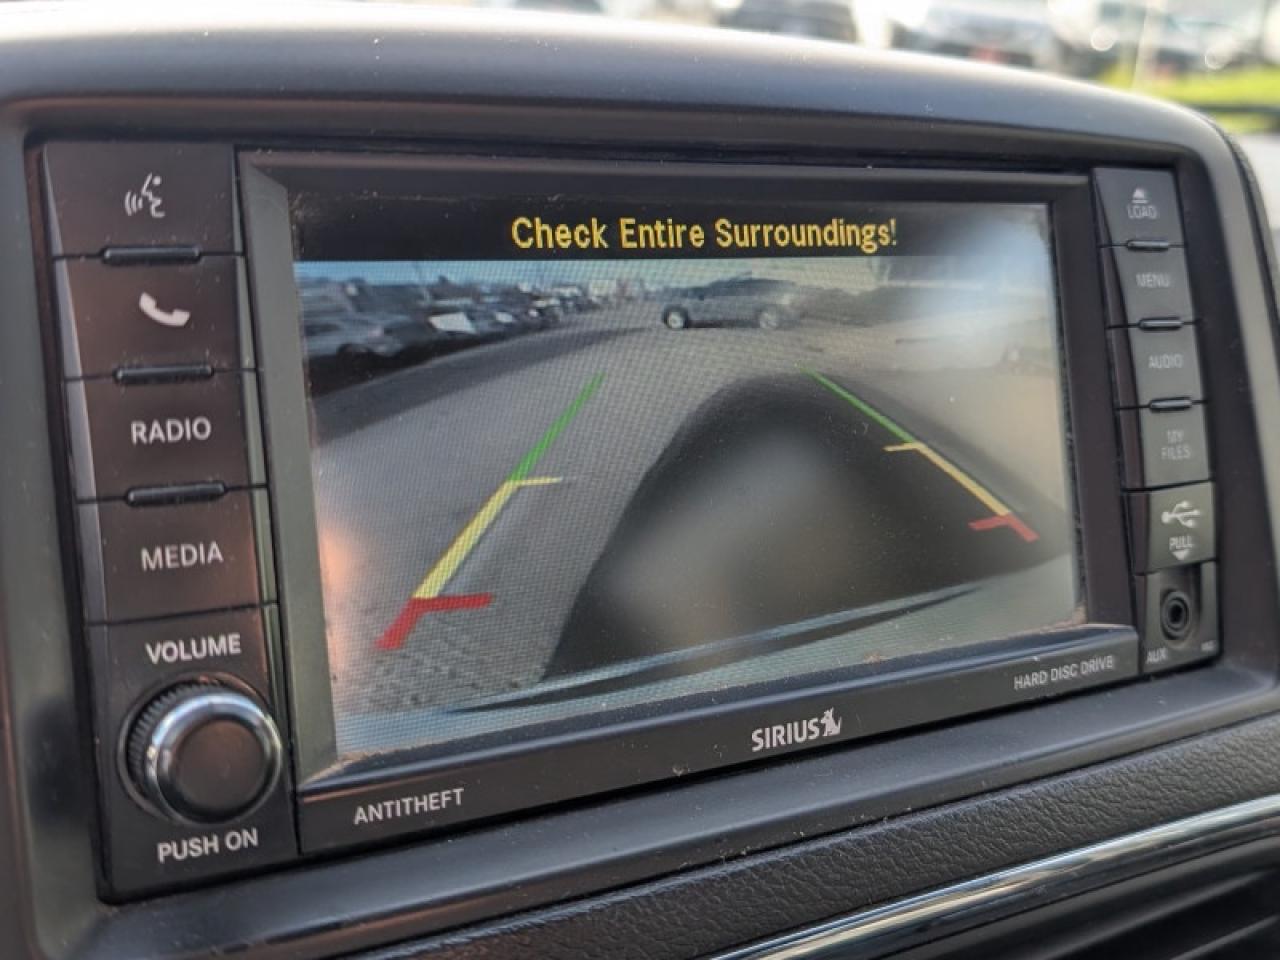 Check Entire Surroundings!
RADIO
MEDIA
VOLUME
PUSH ON
LOAD
MENU
AUDIO
MY
FILES
PULL
AUX
HARD DISC DRIVE
SIRIUS
ANTITHEFT